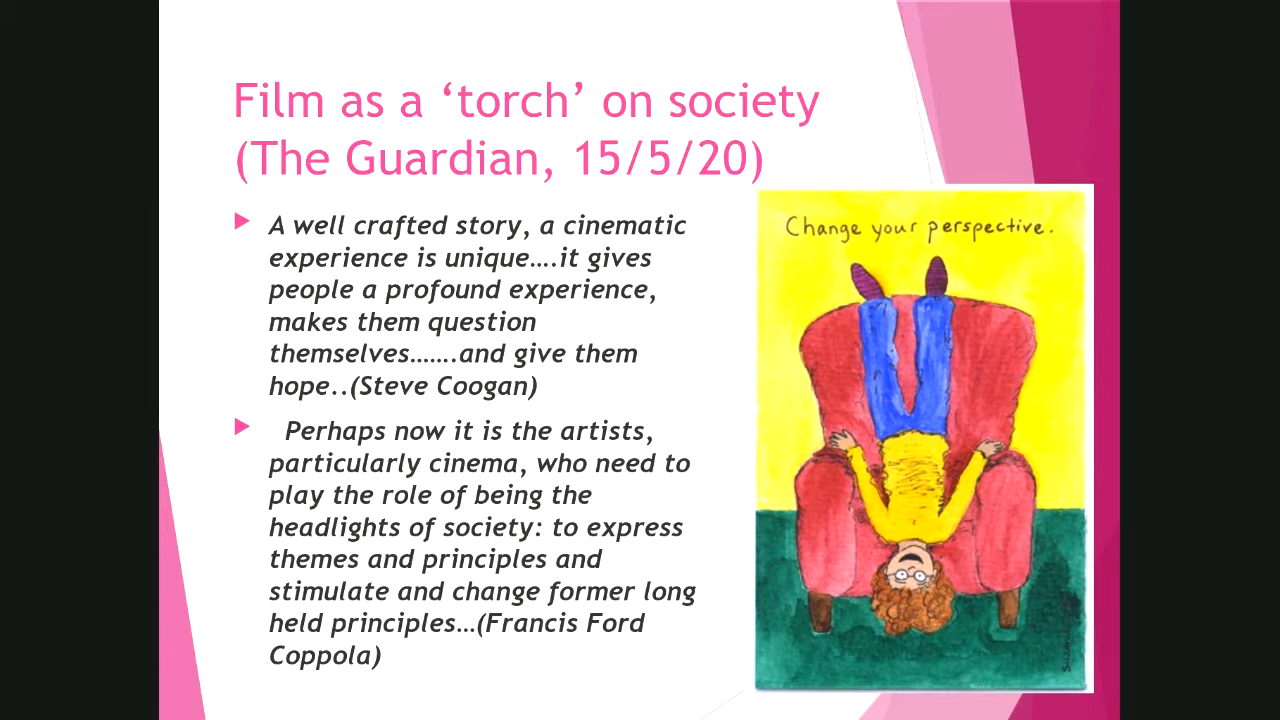 Film as a ‘torch’ on society
(The Guardian, 15/5/20)
A well crafted story, a cinematic
experience is unique….it gives
people a profound experience,
makes them question
themselves…….and give them
hope..(Steve Coogan)
Perhaps now it is the artists,
particularly cinema, who need to
play the role of being the
headlights of society: to express
themes and principles and
stimulate and change former long
held principles…(Francis Ford
Coppola)
Change your perspective.